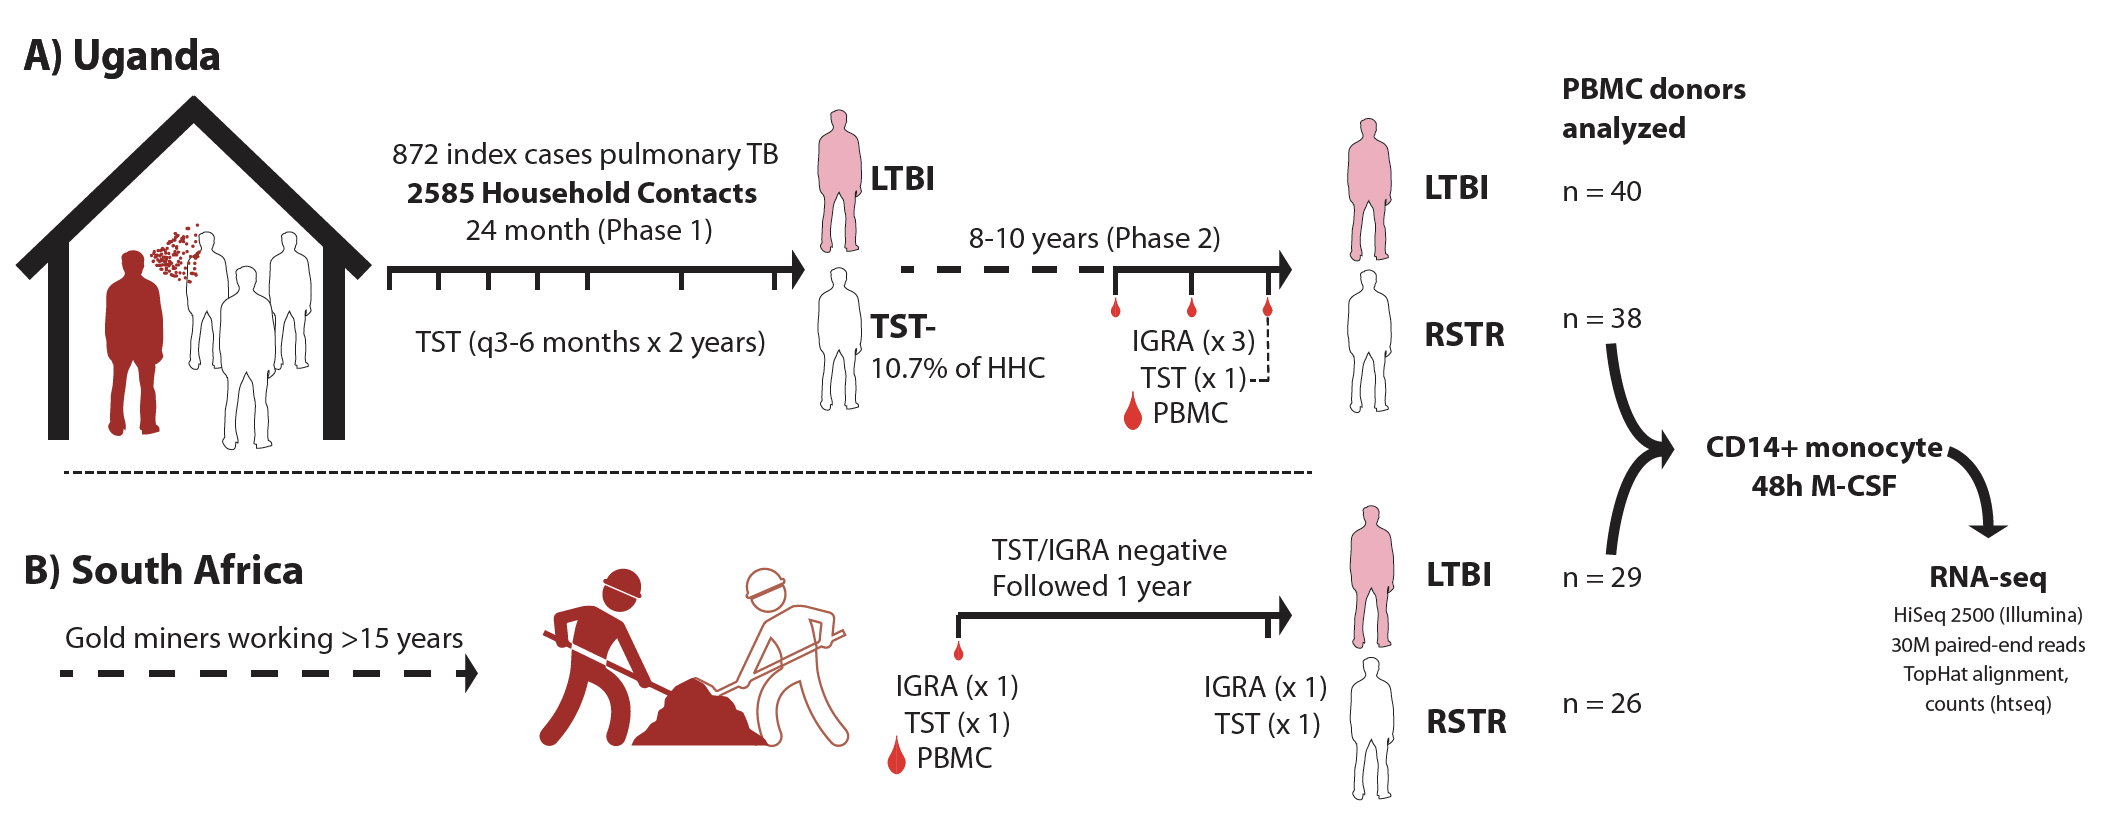 A) Uganda
872 index cases pulmonary TB
2585 Household Contacts
24 month (Phase 1)
TST (q3-6 months x 2 years)
LTBI
TST-
10.7% of HHC
8-10 years (Phase 2)
IGRA (x 3)
TST (x 1)
PBMC
LTBI
RSTR
PBMC donors
analyzed
n = 40
n = 38
CD14+ monocyte
48h M-CSF
RNA-seq
HiSeq 2500 (Illumina)
30M paired-end reads
TopHat alignment,
counts (htseq)
B) South Africa
Gold miners working >15 years
TST/IGRA negative
Followed 1 year
IGRA (x 1)
TST (x 1)
PBMC
IGRA (x 1)
TST (x 1)
LTBI
RSTR
n = 29
n = 26